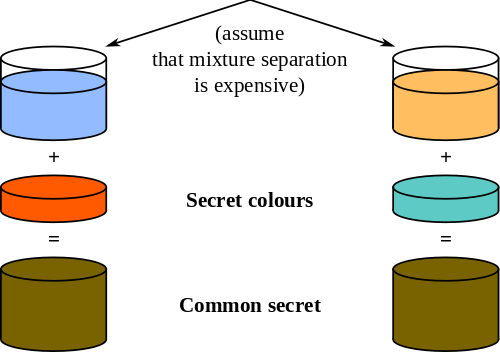 (assume
that mixture separation
is expensive)
+
+
Secret colours
=
=
Common secret